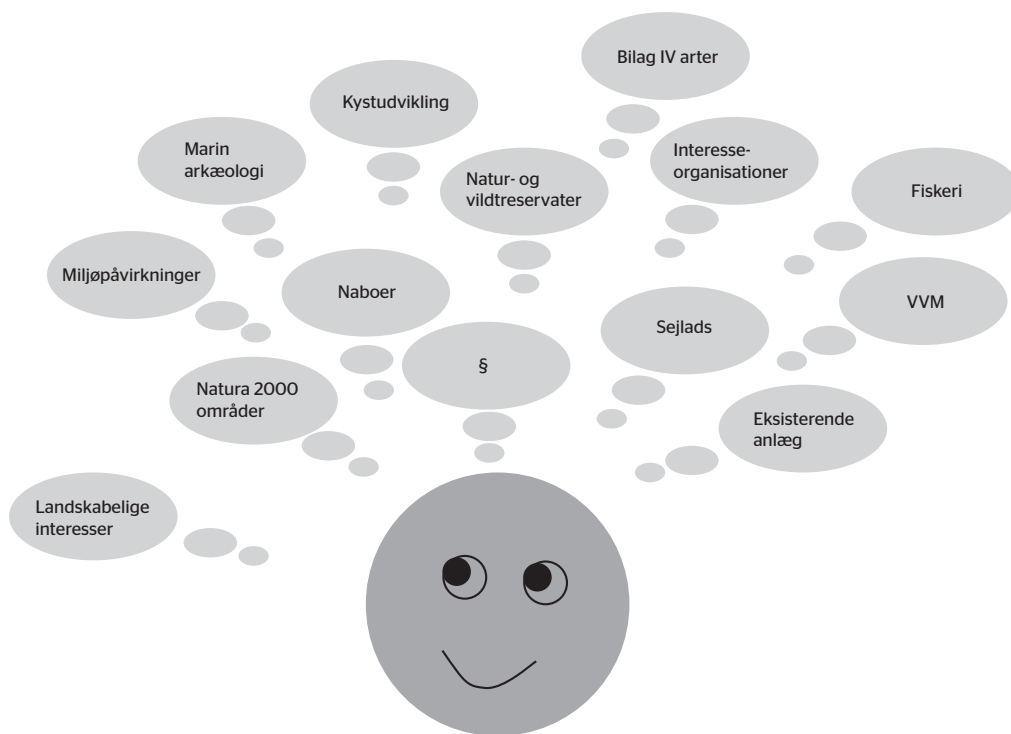 Bilag IV arter
Kystudvikling
Marin
arkæologi
Interesse-
organisationer
Natur- og
vildtreservater
Fiskeri
Miljøpåvirkninger
Naboer
VVM
Sejlads
§
Natura 2000
områder
Eksisterende
anlæg
Landskabelige
interesser